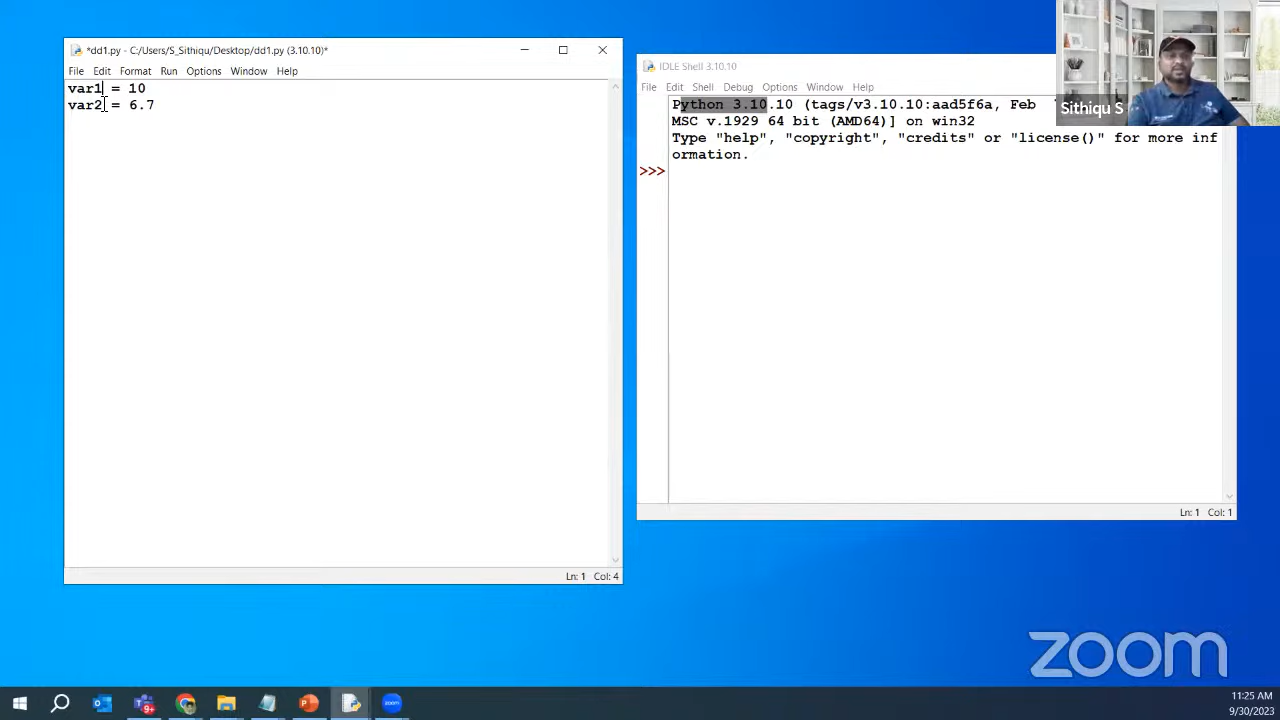 *dd1.py - C:/Users/S_Sithiqu/Desktop/dd1.py (3.10.10)*
File Edit Format Run Options Window Help
var1 = 10
var2 = 6.7
Ln: 1 Col: 4
IDLE Shell 3.10.10
File Edit Shell Debug Options Window Help
Python 3.10.10 (tags/v3.10.10:aad5f6a, Feb
MSC v.1929 64 bit (AMD64)] on win32
Type "help", "copyright", "credits" or "license()" for more inf
ormation.
>>>
Ln: 1 Col: 1
Sithiqu S
zoom
zoom
11:25 AM
9/30/2023